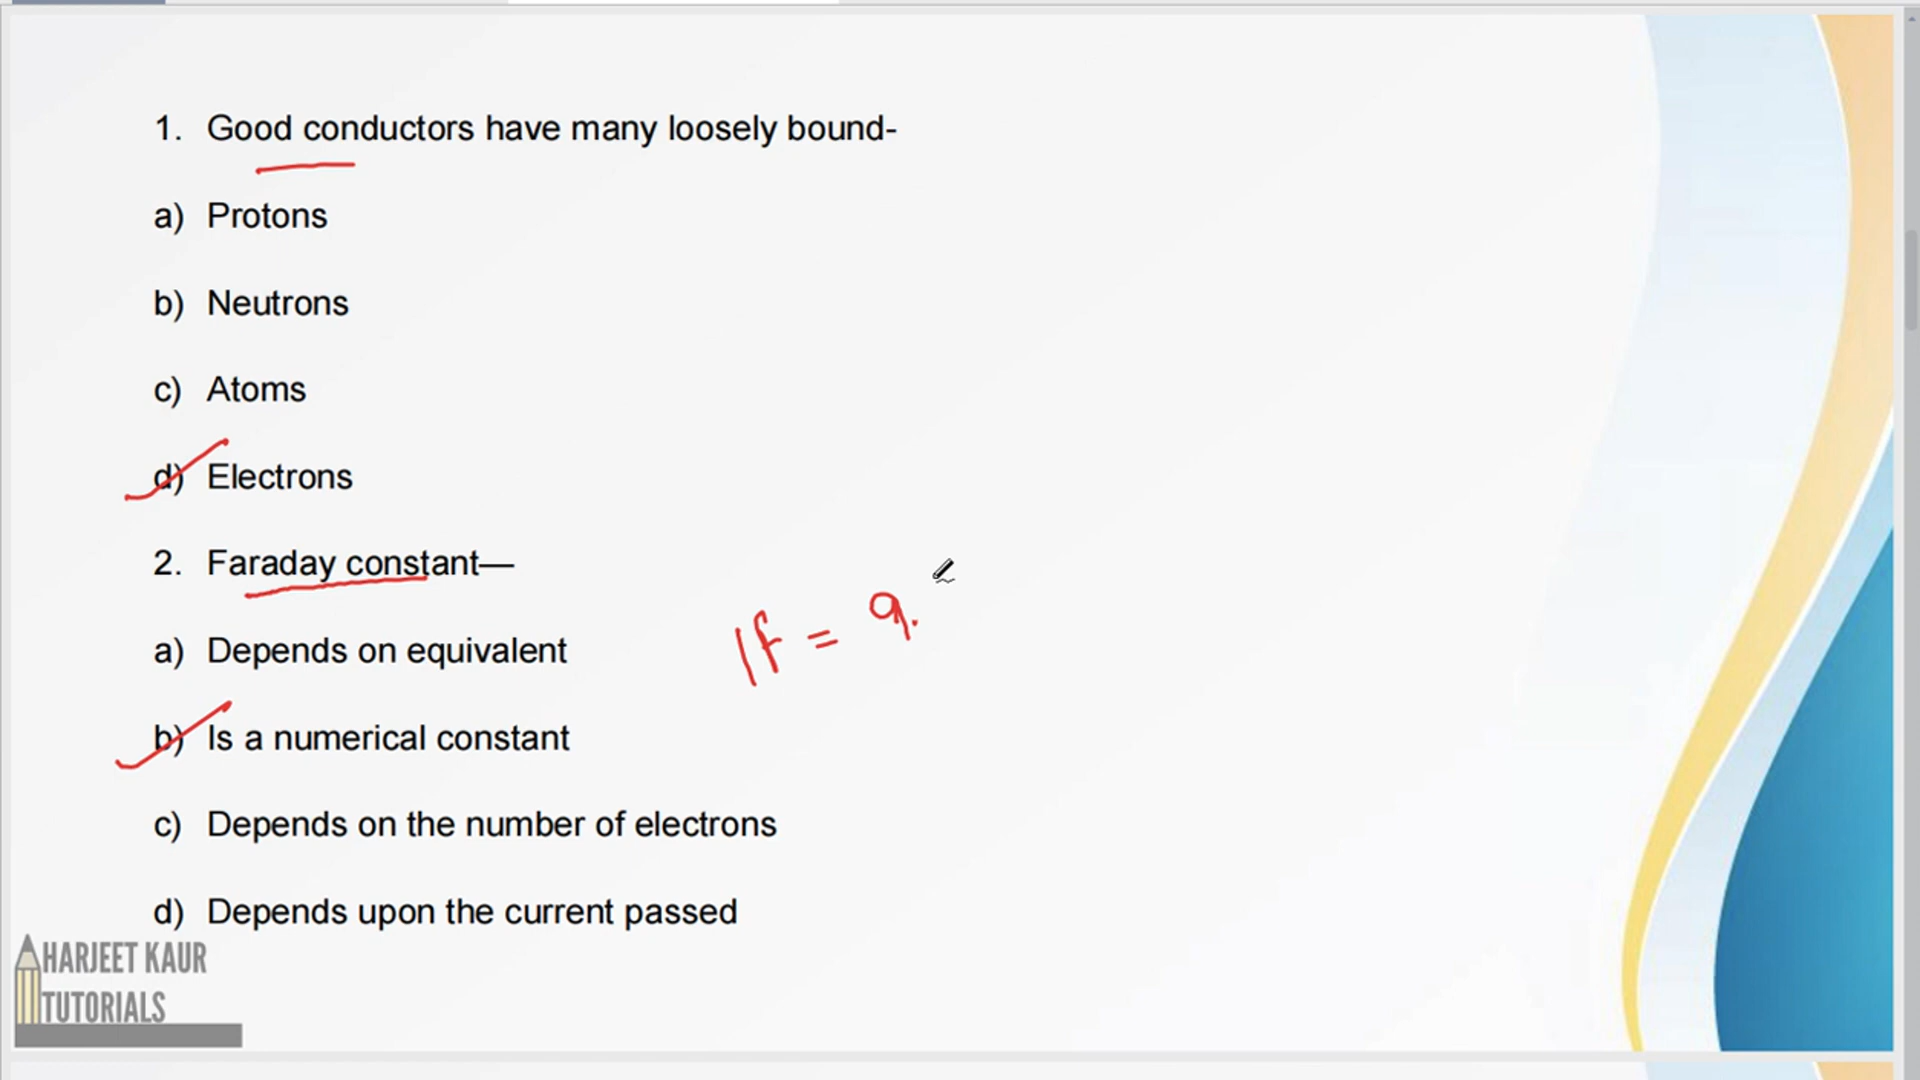 1. Good conductors have many loosely bound-
a) Protons
b) Neutrons
c) Atoms
d) Electrons
2. Faraday constant—
a) Depends on equivalent
1F = 9.
b) Is a numerical constant
c) Depends on the number of electrons
d) Depends upon the current passed
HARJEET KAUR
TUTORIALS